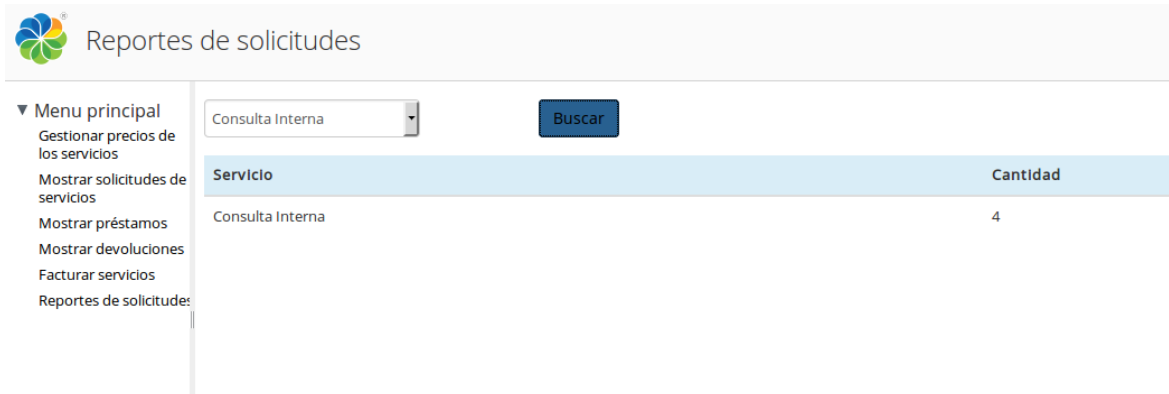 ®
Reportes de solicitudes
Menu principal
Gestionar precios de
los servicios
Mostrar solicitudes de
servicios
Mostrar préstamos
Mostrar devoluciones
Facturar servicios
Reportes de solicitudes
Consulta Interna
Buscar
Servicio Cantidad
Consulta Interna 4